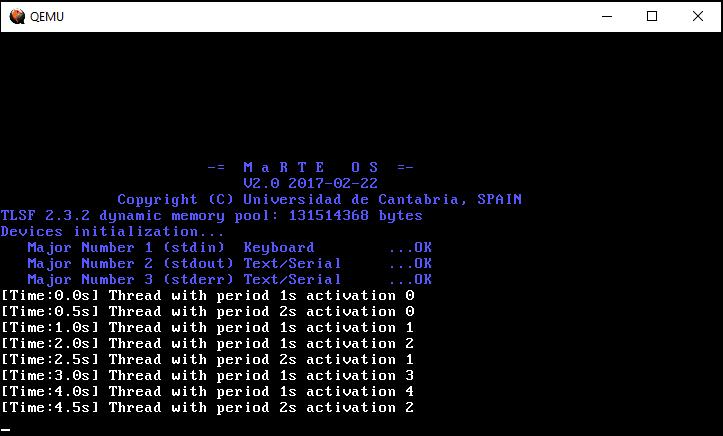 QEMU
-= M a R T E   O S =-
V2.0 2017-02-22
Copyright (C) Universidad de Cantabria, SPAIN
TLSF 2.3.2 dynamic memory pool: 131514368 bytes
Devices initialization...
Major Number 1 (stdin)  Keyboard        ...OK
Major Number 2 (stdout) Text/Serial     ...OK
Major Number 3 (stderr) Text/Serial     ...OK
[Time:0.0s] Thread with period 1s activation 0
[Time:0.5s] Thread with period 2s activation 0
[Time:1.0s] Thread with period 1s activation 1
[Time:2.0s] Thread with period 1s activation 2
[Time:2.5s] Thread with period 2s activation 1
[Time:3.0s] Thread with period 1s activation 3
[Time:4.0s] Thread with period 1s activation 4
[Time:4.5s] Thread with period 2s activation 2